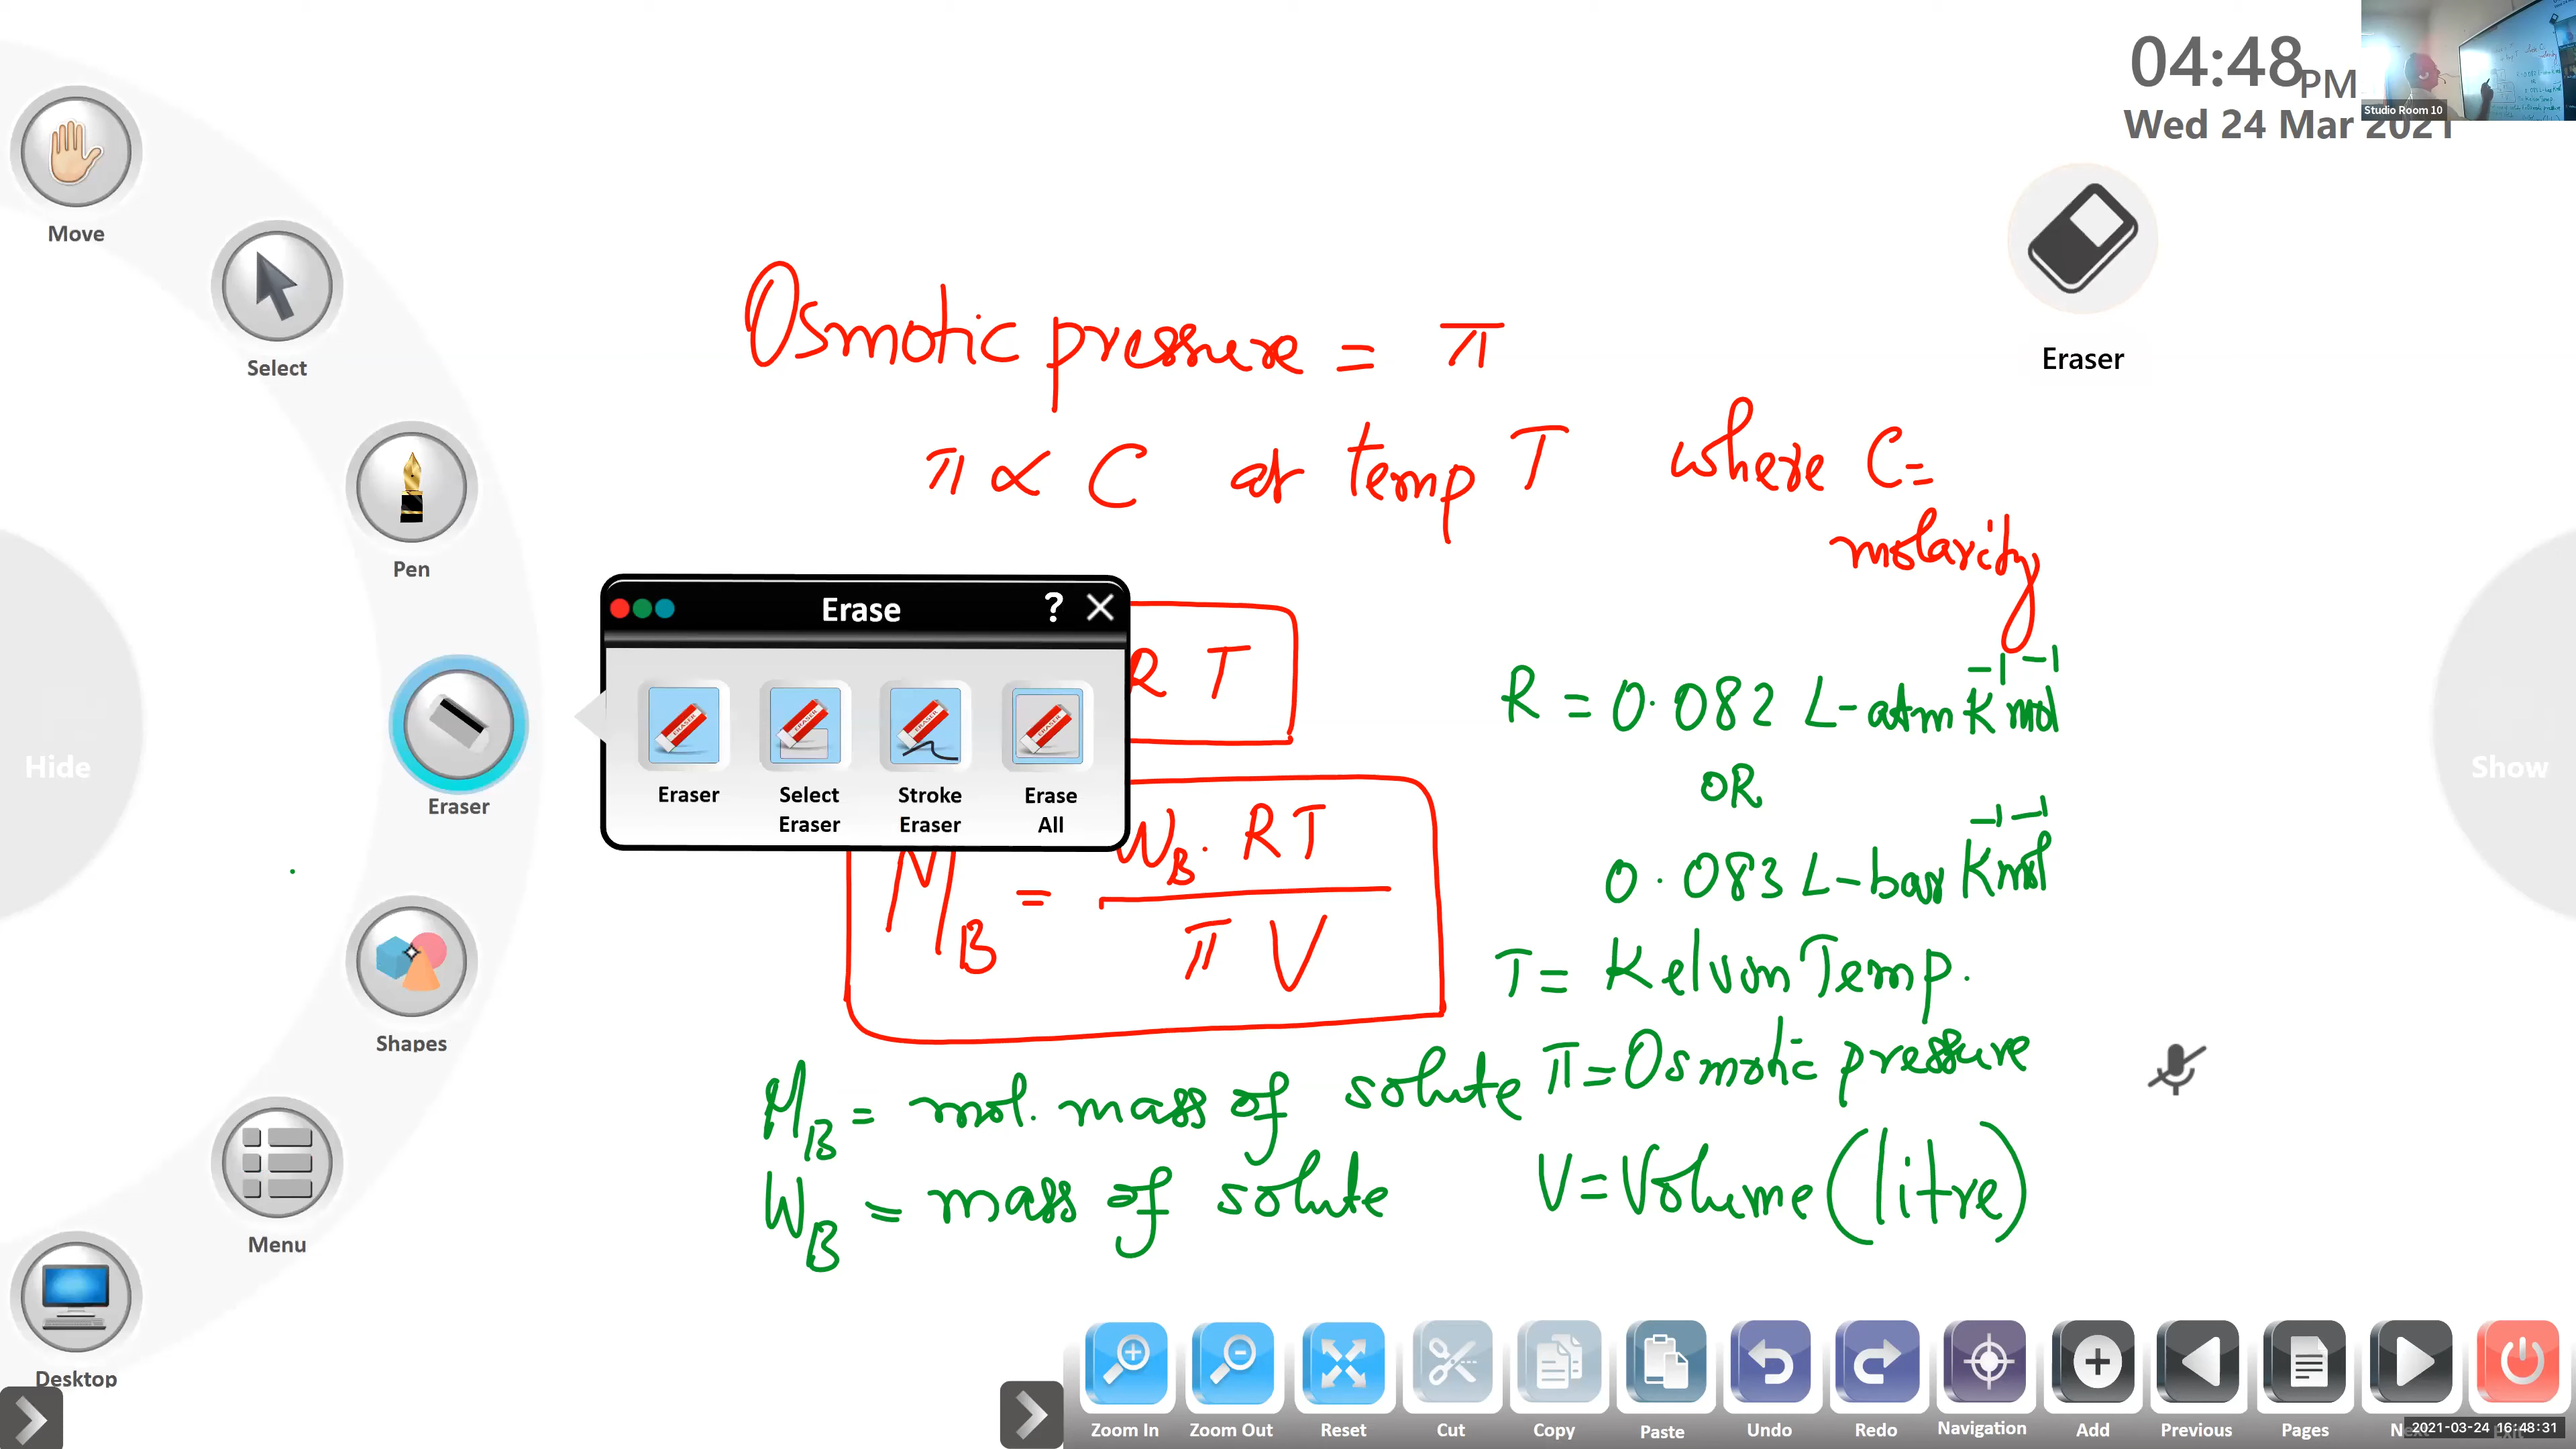 04:48 PM
Wed 24 Mar 2021
Studio Room 10
Move
Select
Pen
Eraser
Shapes
Menu
Desktop
Hide
Show
Eraser
Osmotic pressure = π
π ∝ C at temp T where C =
molarity
Erase ?
Eraser
Select Eraser
Stroke Eraser
Erase All
R T
R = 0.082 L-atm K⁻¹ mol⁻¹
OR
0.083 L-bar K⁻¹ mol⁻¹
M_B = W_B . RT / π V
T = Kelvin Temp.
π = Osmotic pressure
M_B = mol. mass of solute
W_B = mass of solute
V = Volume (litre)
Zoom In
Zoom Out
Reset
Cut
Copy
Paste
Undo
Redo
Navigation
Add
Previous
Pages
2021-03-24 16:48:31